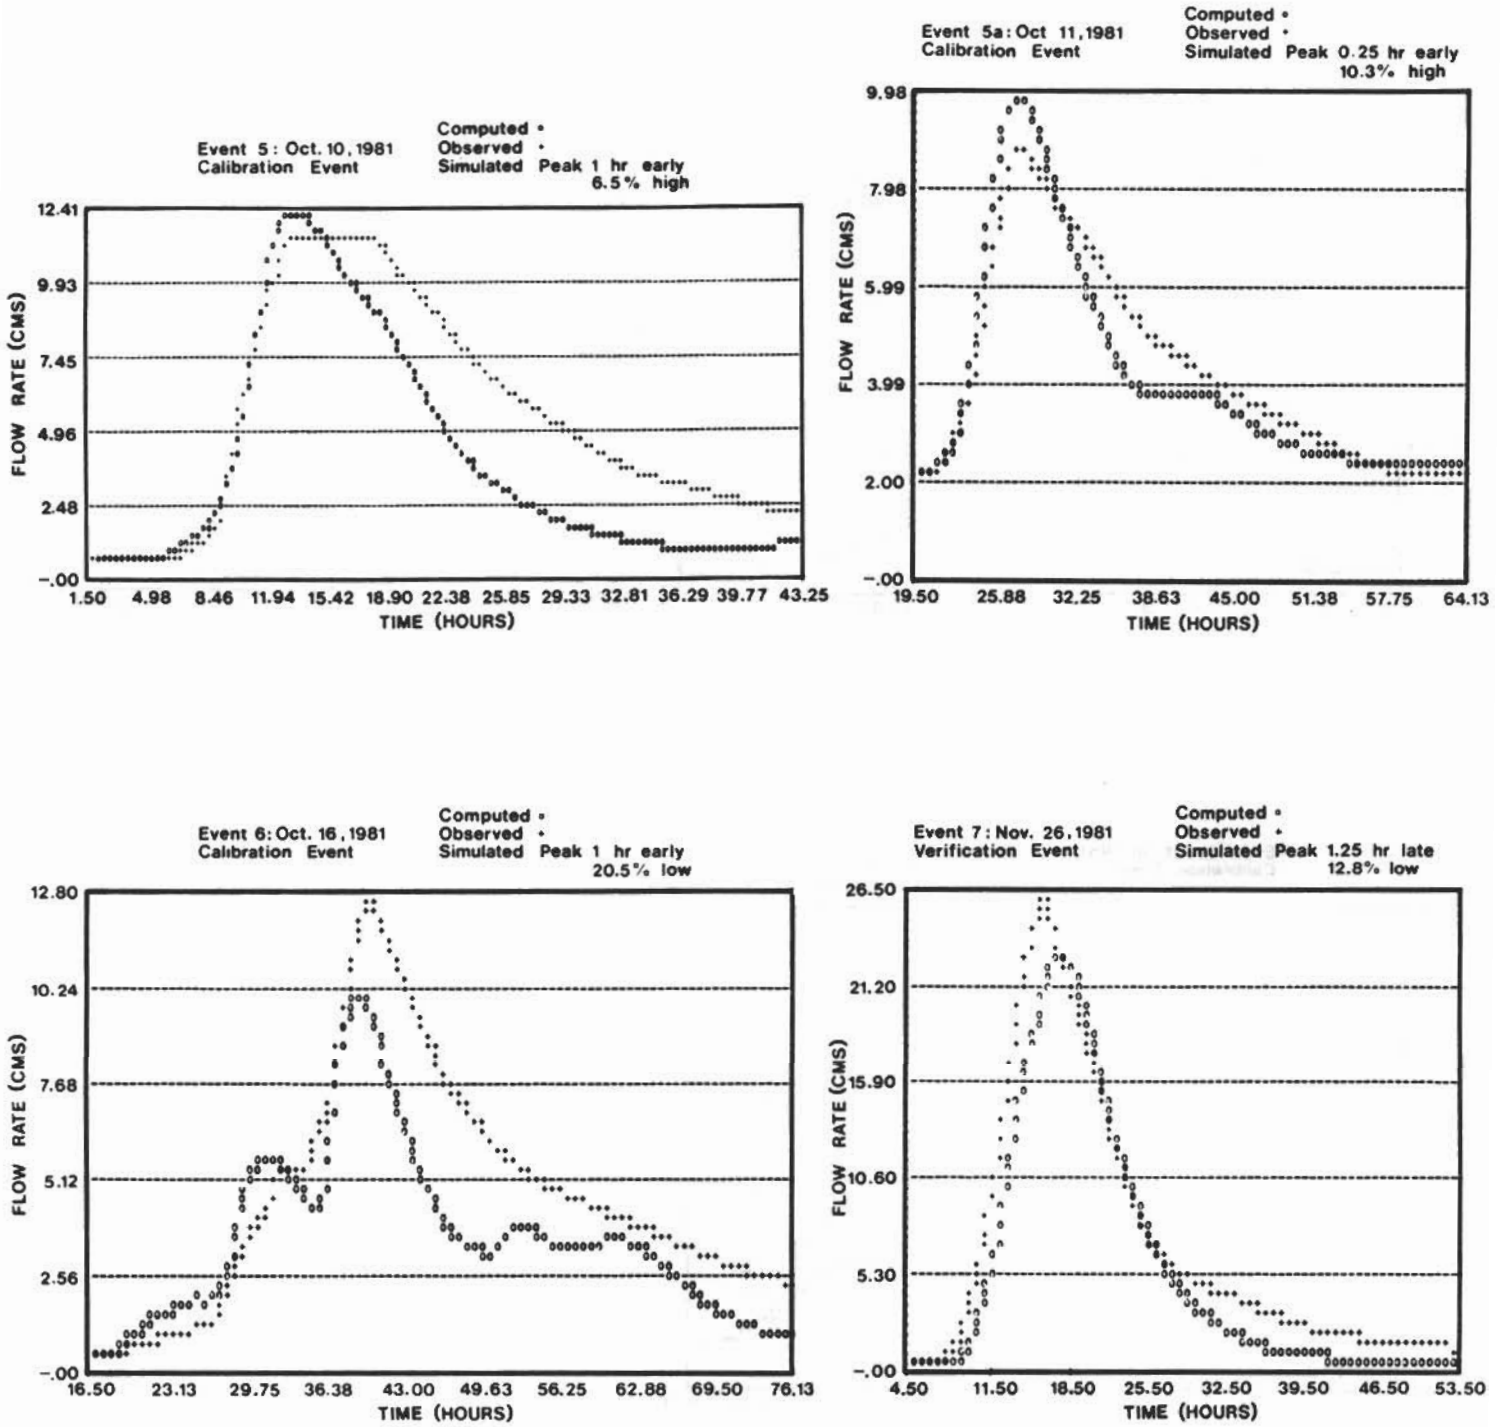 Event 5: Oct. 10, 1981
Calibration Event
Computed o
Observed +
Simulated Peak 1 hr early
6.5% high
12.41
9.93
7.45
4.96
2.48
-.00
FLOW RATE (CMS)
1.50 4.98 8.46 11.94 15.42 18.90 22.38 25.85 29.33 32.81 36.29 39.77 43.25
TIME (HOURS)
Event 5a: Oct 11, 1981
Calibration Event
Computed o
Observed +
Simulated Peak 0.25 hr early
10.3% high
9.98
7.98
5.99
3.99
2.00
-.00
FLOW RATE (CMS)
19.50 25.88 32.25 38.63 45.00 51.38 57.75 64.13
TIME (HOURS)
Event 6: Oct. 16, 1981
Calibration Event
Computed o
Observed +
Simulated Peak 1 hr early
20.5% low
12.80
10.24
7.68
5.12
2.56
-.00
FLOW RATE (CMS)
16.50 23.13 29.75 36.38 43.00 49.63 56.25 62.88 69.50 76.13
TIME (HOURS)
Event 7: Nov. 26, 1981
Verification Event
Computed o
Observed +
Simulated Peak 1.25 hr late
12.8% low
26.50
21.20
15.90
10.60
5.30
-.00
FLOW RATE (CMS)
4.50 11.50 18.50 25.50 32.50 39.50 46.50 53.50
TIME (HOURS)